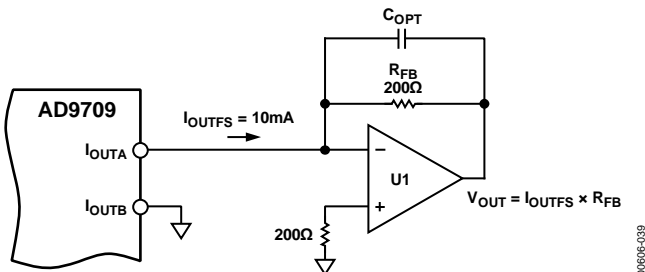 C_OPT
R_FB
200Ω
AD9709
I_OUTFS = 10mA
I_OUTA
−
U1
+
I_OUTB
V_OUT = I_OUTFS × R_FB
200Ω
00606-039